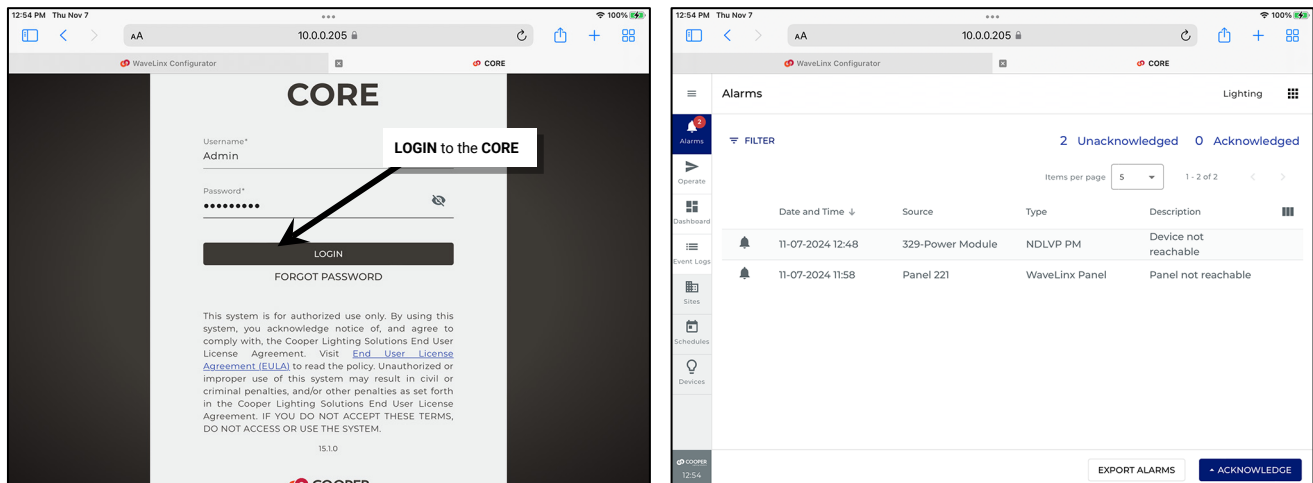 12:54 PM Thu Nov 7
100%
AA
10.0.0.205
WaveLinx Configurator
CORE
CORE
Username*
Admin
LOGIN to the CORE
Password*
LOGIN
FORGOT PASSWORD
This system is for authorized use only. By using this
system, you acknowledge notice of, and agree to
comply with, the Cooper Lighting Solutions End User
License Agreement. Visit End User License
Agreement (EULA) to read the policy. Unauthorized or
improper use of this system may result in civil or
criminal penalties, and/or other penalties as set forth
in the Cooper Lighting Solutions End User License
Agreement. IF YOU DO NOT ACCEPT THESE TERMS,
DO NOT ACCESS OR USE THE SYSTEM.
15.1.0
COOPER
12:54 PM Thu Nov 7
100%
AA
10.0.0.205
WaveLinx Configurator
CORE
Alarms
Lighting
2
Alarms
FILTER
2 Unacknowledged 0 Acknowledged
Operate
Items per page 5 1 - 2 of 2
Dashboard
Date and Time Source Type Description
11-07-2024 12:48 329-Power Module NDLVP PM Device not
reachable
Event Logs
11-07-2024 11:58 Panel 221 WaveLinx Panel Panel not reachable
Sites
Schedules
Devices
COOPER
12:54
EXPORT ALARMS
ACKNOWLEDGE